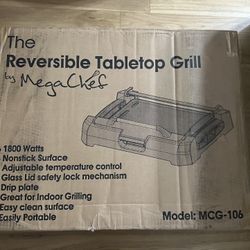 The
Reversible Tabletop Grill
by MegaChef
1800 Watts
Nonstick Surface
Adjustable temperature control
Glass Lid safety lock mechanism
Drip plate
Great for Indoor Grilling
Easy clean surface
Easily Portable
Model: MCG-106